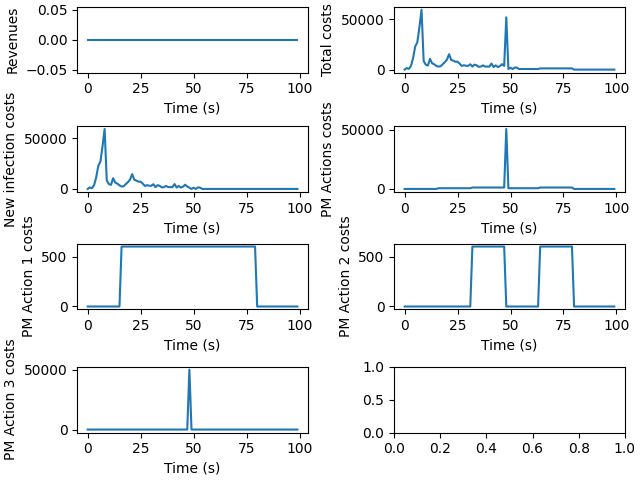 Revenues
0.05
0.00
−0.05
0 25 50 75 100
Time (s)
Total costs
50000
0
0 25 50 75 100
Time (s)
New infection costs
50000
0
0 25 50 75 100
Time (s)
PM Actions costs
50000
0
0 25 50 75 100
Time (s)
PM Action 1 costs
500
0
0 25 50 75 100
Time (s)
PM Action 2 costs
500
0
0 25 50 75 100
Time (s)
PM Action 3 costs
50000
0
0 25 50 75 100
Time (s)
1.0
0.5
0.0
0.0 0.2 0.4 0.6 0.8 1.0